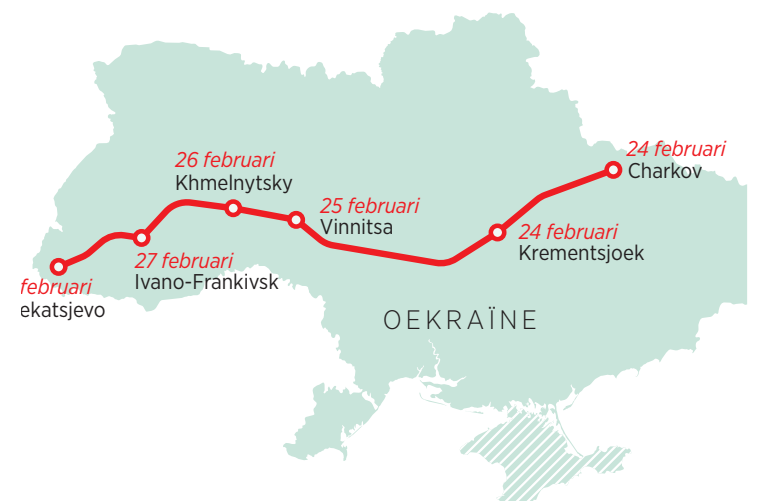 24 februari
Charkov
26 februari
Khmelnytsky
25 februari
Vinnitsa
24 februari
Krementsjoek
27 februari
Ivano-Frankivsk
februari
ekatsjevo
OEKRAÏNE